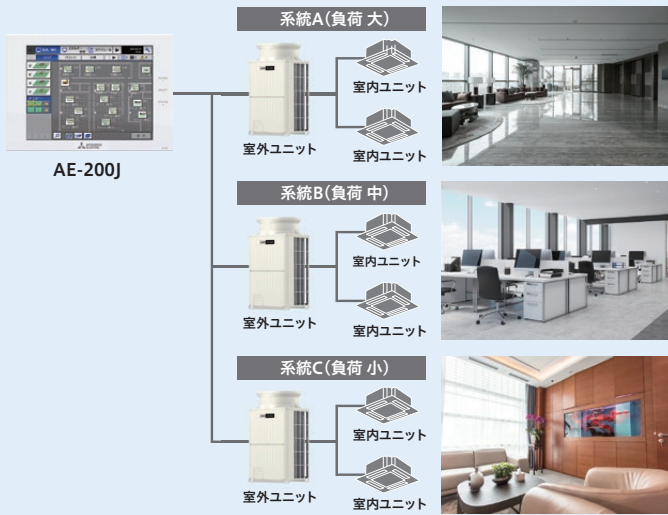 系統A(負荷 大)
室内ユニット
室外ユニット
室内ユニット
AE-200J
系統B(負荷 中)
室内ユニット
室外ユニット
室内ユニット
系統C(負荷 小)
室内ユニット
室外ユニット
室内ユニット